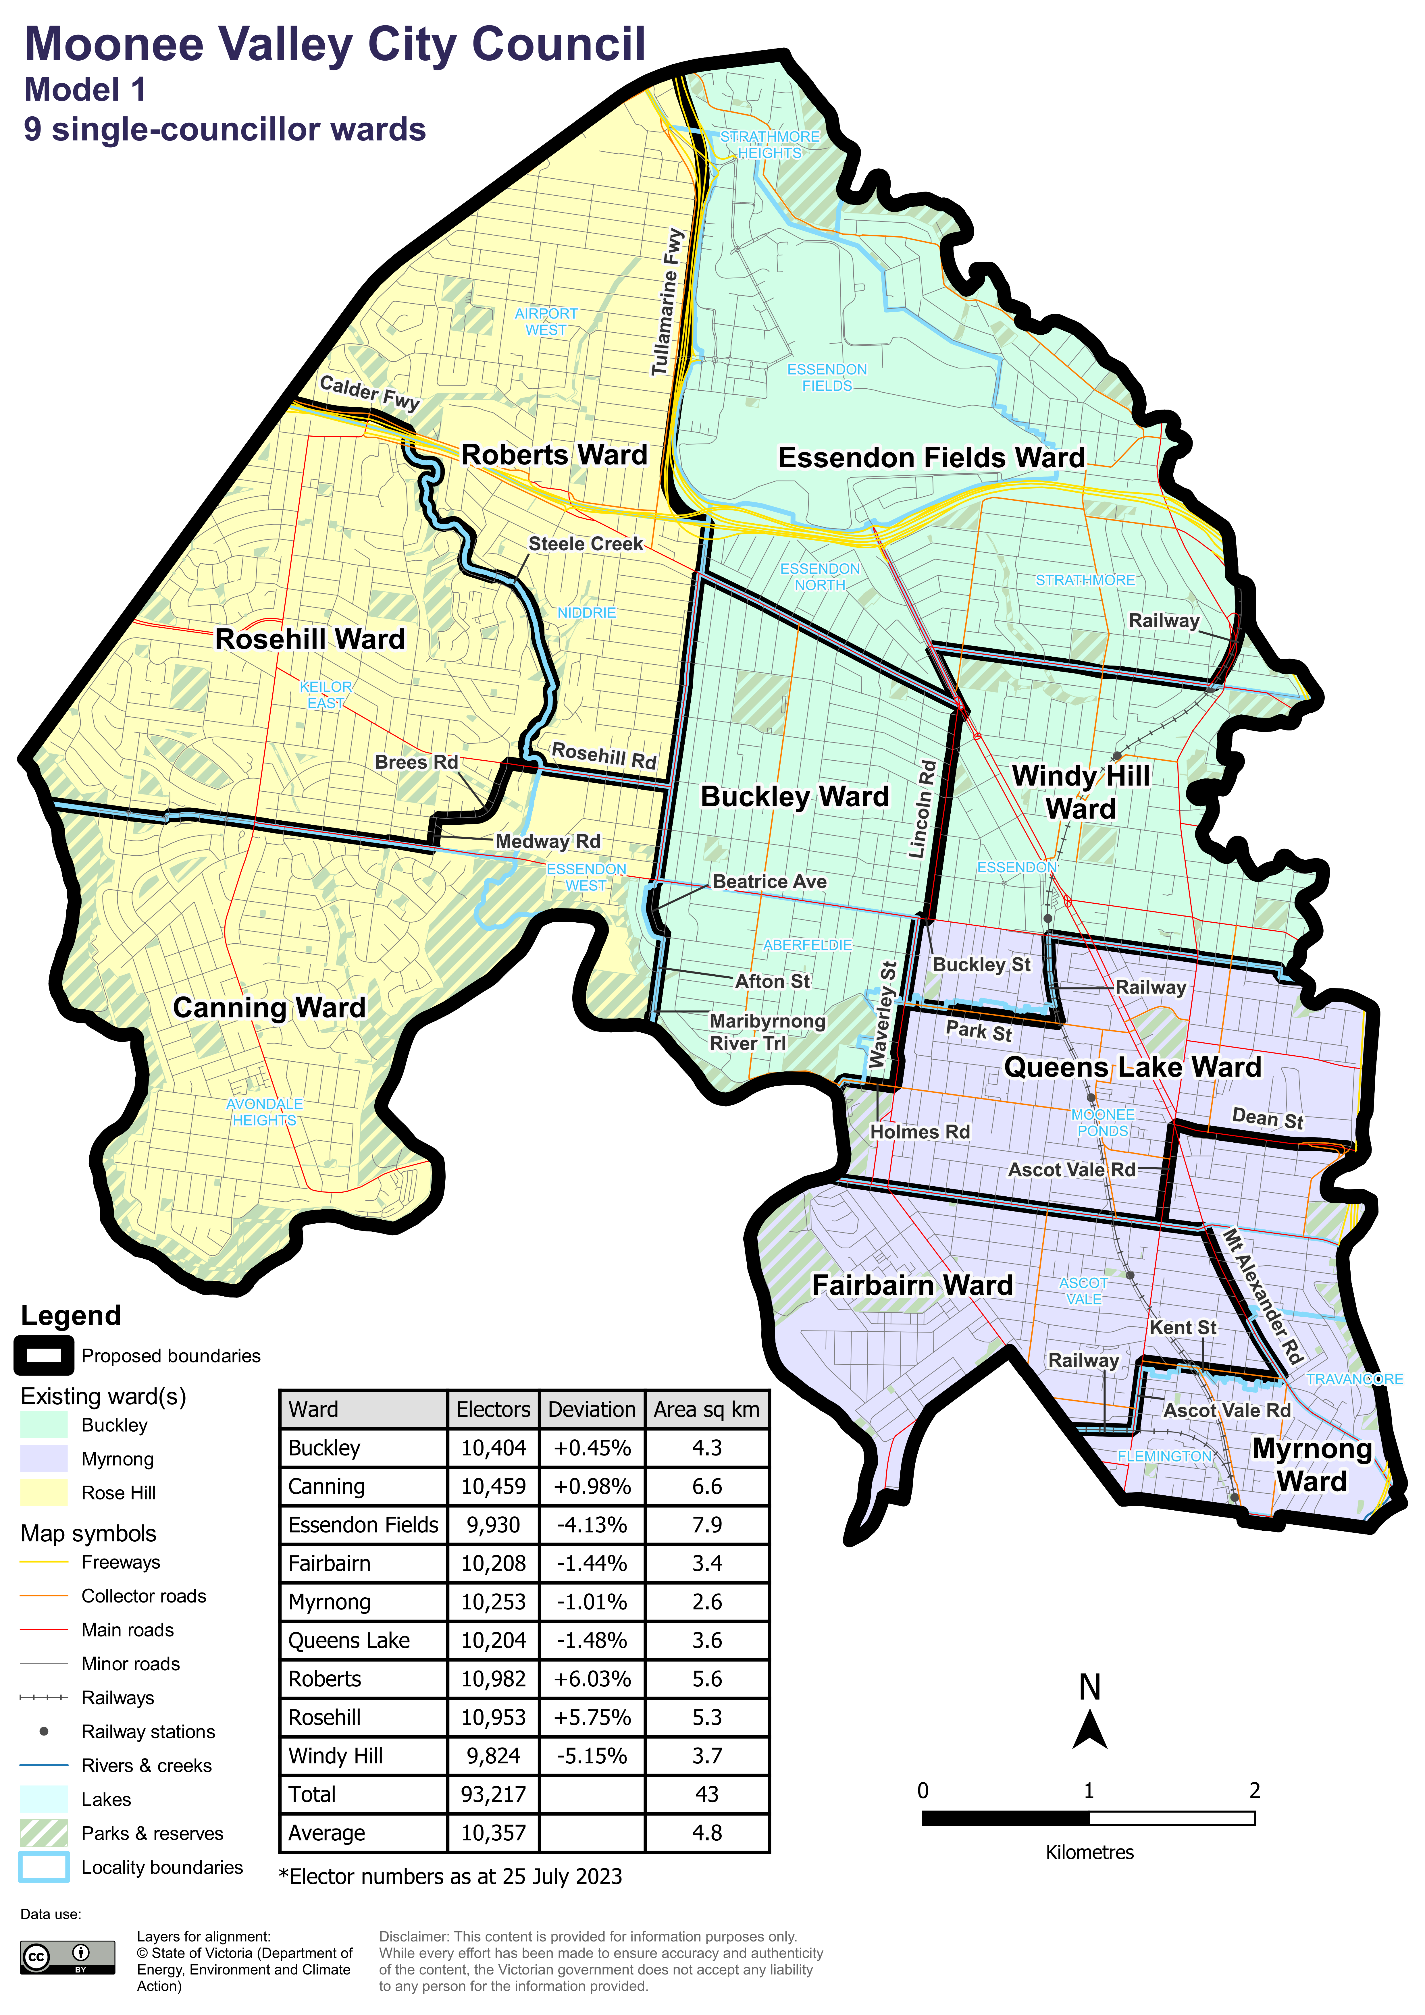 Moonee Valley City Council
Model 1
9 single-councillor wards
STRATHMORE
HEIGHTS
Tullamarine Fwy
AIRPORT
WEST
ESSENDON
FIELDS
Calder Fwy
Roberts Ward
Essendon Fields Ward
Steele Creek
ESSENDON
NORTH
STRATHMORE
NIDDRIE
Railway
Rosehill Ward
KEILOR
EAST
Rosehill Rd
Brees Rd
Windy Hill
Ward
Buckley Ward
Lincoln Rd
Medway Rd
ESSENDON
WEST
ESSENDON
Beatrice Ave
ABERFELDIE
Buckley St
Afton St
Railway
Waverley St
Canning Ward
Maribyrnong
River Trl
Park St
Queens Lake Ward
AVONDALE
HEIGHTS
MOONEE
PONDS
Dean St
Holmes Rd
Ascot Vale Rd
Mt Alexander Rd
Fairbairn Ward
ASCOT
VALE
Kent St
Railway
TRAVANCORE
Ascot Vale Rd
FLEMINGTON
Myrnong
Ward
Legend
Proposed boundaries
Existing ward(s)
Buckley
Myrnong
Rose Hill
Map symbols
Freeways
Collector roads
Main roads
Minor roads
Railways
Railway stations
Rivers & creeks
Lakes
Parks & reserves
Locality boundaries
Ward Electors Deviation Area sq km
Buckley 10,404 +0.45% 4.3
Canning 10,459 +0.98% 6.6
Essendon Fields 9,930 -4.13% 7.9
Fairbairn 10,208 -1.44% 3.4
Myrnong 10,253 -1.01% 2.6
Queens Lake 10,204 -1.48% 3.6
Roberts 10,982 +6.03% 5.6
Rosehill 10,953 +5.75% 5.3
Windy Hill 9,824 -5.15% 3.7
Total 93,217 43
Average 10,357 4.8
*Elector numbers as at 25 July 2023
N
0 1 2
Kilometres
Data use:
cc BY
Layers for alignment:
© State of Victoria (Department of
Energy, Environment and Climate
Action)
Disclaimer: This content is provided for information purposes only.
While every effort has been made to ensure accuracy and authenticity
of the content, the Victorian government does not accept any liability
to any person for the information provided.